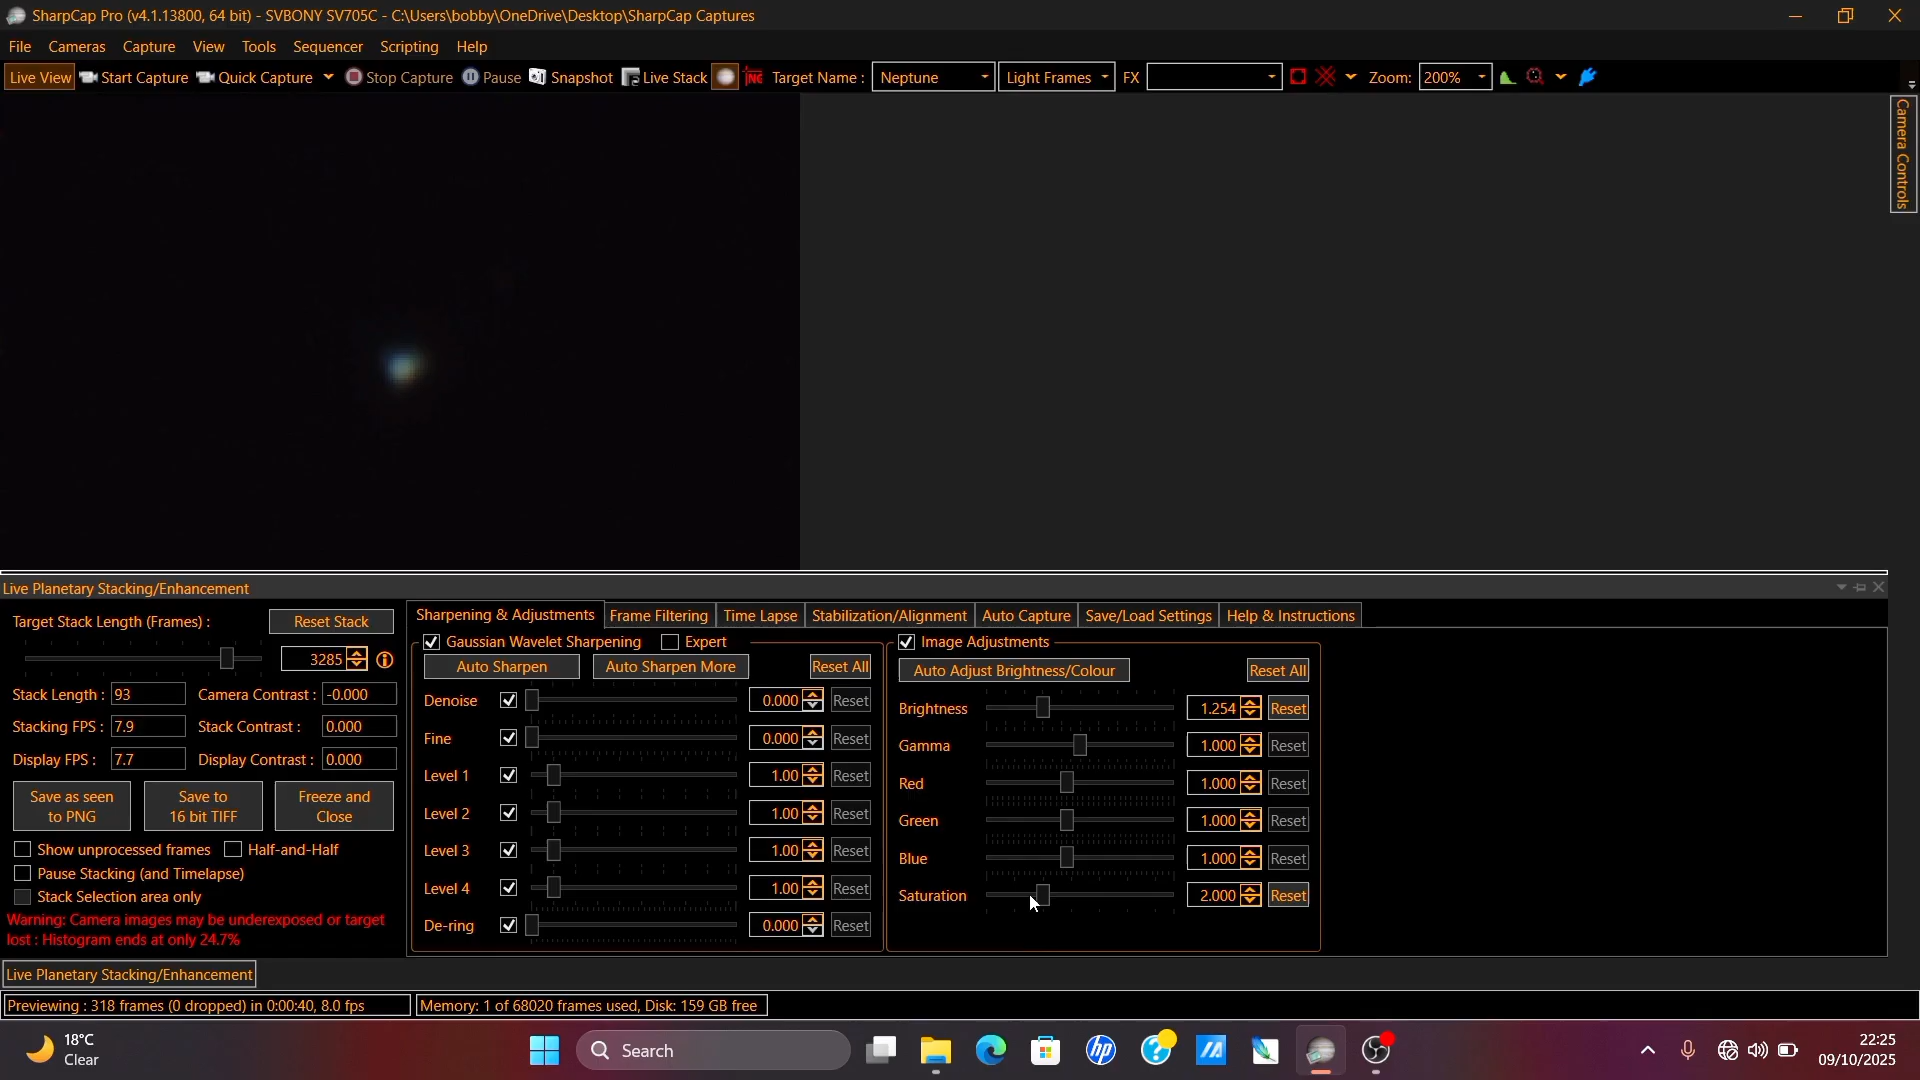 SharpCap Pro (v4.1.13800, 64 bit) - SVBONY SV705C - C:\Users\bobby\OneDrive\Desktop\SharpCap Captures
File Cameras Capture View Tools Sequencer Scripting Help
Live View Start Capture Quick Capture Stop Capture Pause Snapshot Live Stack Target Name : Neptune Light Frames FX Zoom: 200%
Camera Controls
Live Planetary Stacking/Enhancement
Target Stack Length (Frames) : Reset Stack
3285
Stack Length : 93 Camera Contrast : -0.000
Stacking FPS : 7.9 Stack Contrast : 0.000
Display FPS : 7.7 Display Contrast : 0.000
Save as seen to PNG
Save to 16 bit TIFF
Freeze and Close
Show unprocessed frames Half-and-Half
Pause Stacking (and Timelapse)
Stack Selection area only
Warning: Camera images may be underexposed or target
lost : Histogram ends at only 24.7%
Sharpening & Adjustments Frame Filtering Time Lapse Stabilization/Alignment Auto Capture Save/Load Settings Help & Instructions
Gaussian Wavelet Sharpening Expert
Auto Sharpen Auto Sharpen More Reset All
Denoise 0.000 Reset
Fine 0.000 Reset
Level 1 1.00 Reset
Level 2 1.00 Reset
Level 3 1.00 Reset
Level 4 1.00 Reset
De-ring 0.000 Reset
Image Adjustments
Auto Adjust Brightness/Colour Reset All
Brightness 1.254 Reset
Gamma 1.000 Reset
Red 1.000 Reset
Green 1.000 Reset
Blue 1.000 Reset
Saturation 2.000 Reset
Live Planetary Stacking/Enhancement
Previewing : 318 frames (0 dropped) in 0:00:40, 8.0 fps Memory: 1 of 68020 frames used, Disk: 159 GB free
18°C
Clear
Search
hp
22:25
09/10/2025